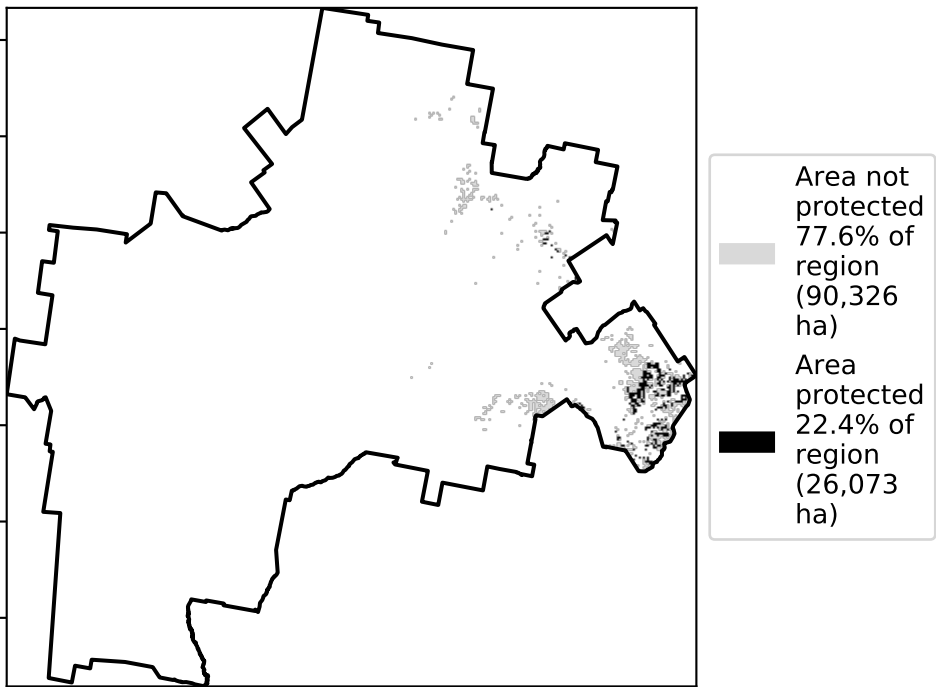 Area not
protected
77.6% of
region
(90,326
ha)
Area
protected
22.4% of
region
(26,073
ha)